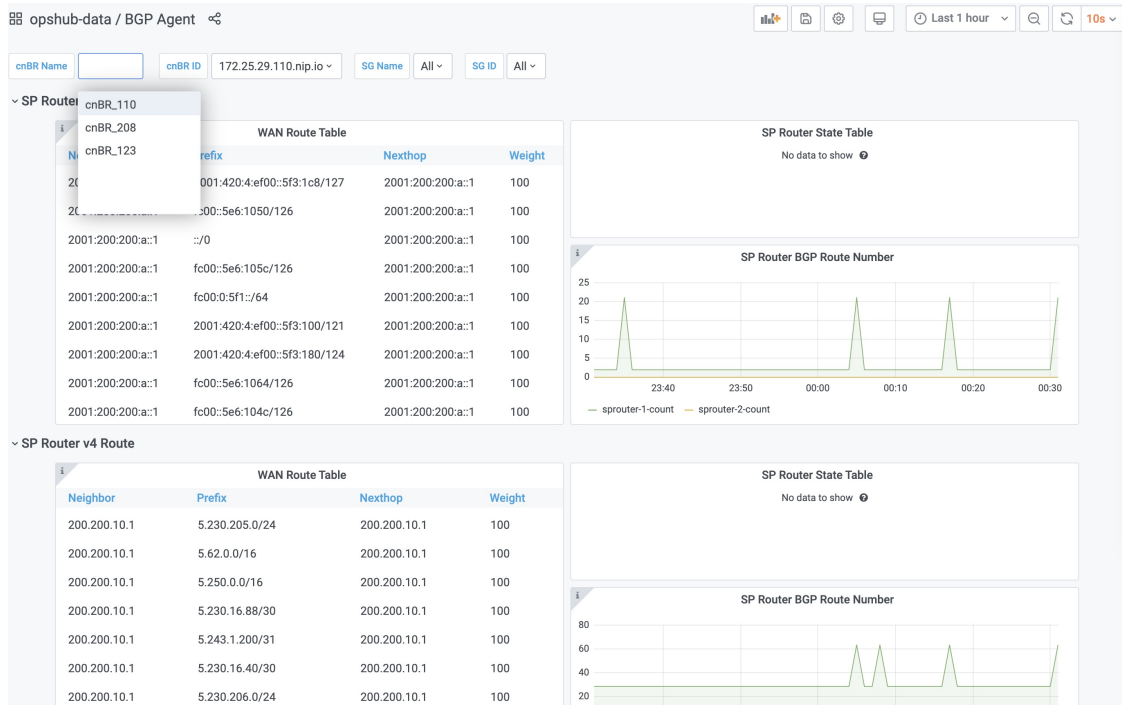 opshub-data / BGP Agent
Last 1 hour
10s
cnBR Name
cnBR ID
172.25.29.110.nip.io
SG Name
All
SG ID
All
cnBR_110
cnBR_208
cnBR_123
SP Router
WAN Route Table
Prefix Nexthop Weight
2001:420:4:ef00::5f3:1c8/127 2001:200:200:a::1 100
fc00::5e6:1050/126 2001:200:200:a::1 100
2001:200:200:a::1 ::/0 2001:200:200:a::1 100
2001:200:200:a::1 fc00::5e6:105c/126 2001:200:200:a::1 100
2001:200:200:a::1 fc00:0:5f1::/64 2001:200:200:a::1 100
2001:200:200:a::1 2001:420:4:ef00::5f3:100/121 2001:200:200:a::1 100
2001:200:200:a::1 2001:420:4:ef00::5f3:180/124 2001:200:200:a::1 100
2001:200:200:a::1 fc00::5e6:1064/126 2001:200:200:a::1 100
2001:200:200:a::1 fc00::5e6:104c/126 2001:200:200:a::1 100
SP Router State Table
No data to show
SP Router BGP Route Number
25
20
15
10
5
0
23:40 23:50 00:00 00:10 00:20 00:30
sprouter-1-count sprouter-2-count
SP Router v4 Route
WAN Route Table
Neighbor Prefix Nexthop Weight
200.200.10.1 5.230.205.0/24 200.200.10.1 100
200.200.10.1 5.62.0.0/16 200.200.10.1 100
200.200.10.1 5.250.0.0/16 200.200.10.1 100
200.200.10.1 5.230.16.88/30 200.200.10.1 100
200.200.10.1 5.243.1.200/31 200.200.10.1 100
200.200.10.1 5.230.16.40/30 200.200.10.1 100
200.200.10.1 5.230.206.0/24 200.200.10.1 100
SP Router State Table
No data to show
SP Router BGP Route Number
80
60
40
20